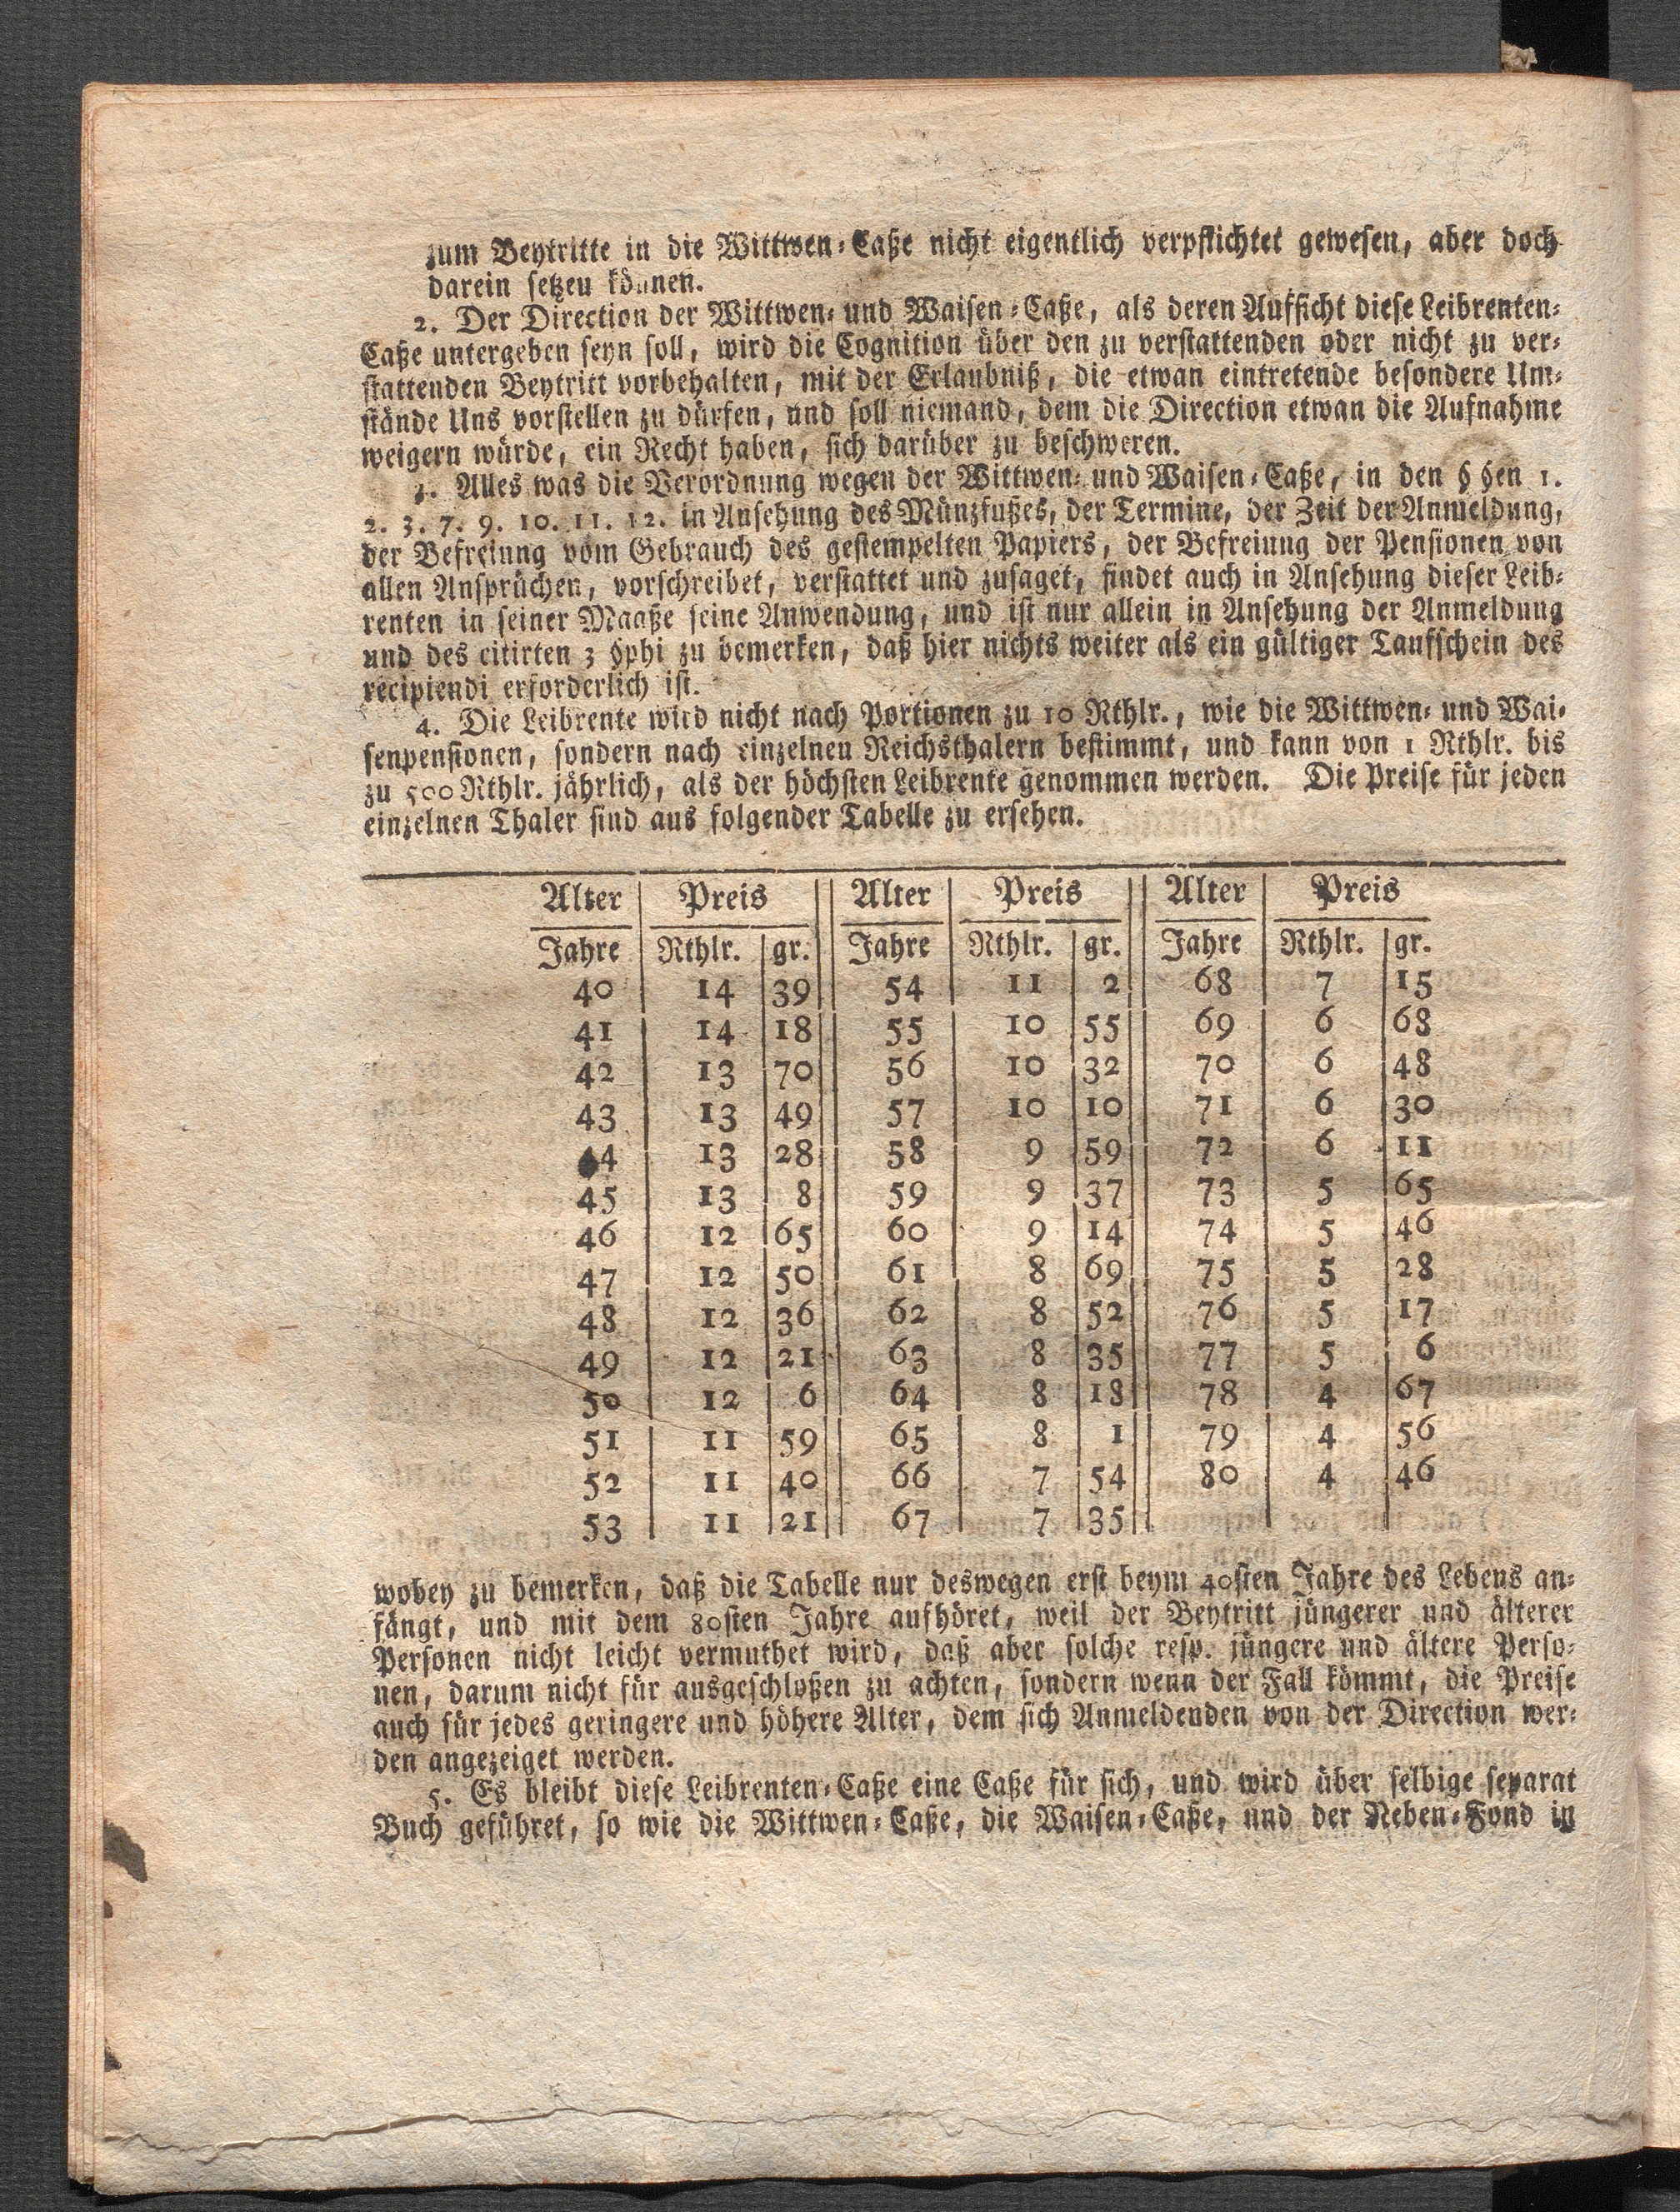 zum Beytritte in die Wittwen-Caße nicht eigentlich verpflichtet gewesen, aber doch
darein setzen können.
2. Der Direction der Wittwen- und Waisen-Caße, als deren Aufsicht diese Leibrenten-
Caße untergeben seyn soll, wird die Cognition über den zu verstattenden oder nicht zu ver-
stattenden Beytritt vorbehalten, mit der Erlaubniß, die etwan eintretende besondere Um-
stände Uns vorstellen zu dürfen, und soll niemand, dem die Direction etwan die Aufnahme
weigern würde, ein Recht haben, sich darüber zu beschweren.
3. Alles was die Verordnung wegen der Wittwen- und Waisen-Caße, in den § §en 1.
2. 3. 7. 9. 10. 11. 12. in Ansehung des Münzfußes, der Termine, der Zeit der Anmeldung,
der Befreiung vom Gebrauch des gestempelten Papiers, der Befreiung der Pensionen von
allen Ansprüchen, vorschreibet, verstattet und zusaget, findet auch in Ansehung dieser Leib-
renten in seiner Maaße seine Anwendung, und ist nur allein in Ansehung der Anmeldung
und des citirten 3 §phi zu bemerken, daß hier nichts weiter als ein gültiger Taufschein des
recipiendi erforderlich ist.
4. Die Leibrente wird nicht nach Portionen zu 10 Rthlr., wie die Wittwen- und Wai-
senpensionen, sondern nach einzelnen Reichsthalern bestimmt, und kann von 1 Rthlr. bis
zu 500 Rthlr. jährlich, als der höchsten Leibrente genommen werden. Die Preise für jeden
einzelnen Thaler sind aus folgender Tabelle zu ersehen.
Alter Preis Alter Preis Alter Preis
Jahre Rthlr. gr. Jahre Rthlr. gr. Jahre Rthlr. gr.
40 14 39 54 11 2 68 7 15
41 14 18 55 10 55 69 6 68
42 13 70 56 10 32 70 6 48
43 13 49 57 10 10 71 6 30
44 13 28 58 9 59 72 6 11
45 13 8 59 9 37 73 5 65
46 12 65 60 9 14 74 5 46
47 12 50 61 8 69 75 5 28
48 12 36 62 8 52 76 5 17
49 12 21 63 8 35 77 5 6
50 12 6 64 8 18 78 4 67
51 11 59 65 8 1 79 4 56
52 11 40 66 7 54 80 4 46
53 11 21 67 7 35
wobey zu bemerken, daß die Tabelle nur deswegen erst beym 40sten Jahre des Lebens an-
fängt, und mit dem 80sten Jahre aufhöret, weil der Beytritt jüngerer und älterer
Personen nicht leicht vermuthet wird, daß aber solche resp. jüngere und ältere Perso-
nen, darum nicht für ausgeschloßen zu achten, sondern wenn der Fall kömmt, die Preise
auch für jedes geringere und höhere Alter, dem sich Anmeldenden von der Direction wer-
den angezeiget werden.
5. Es bleibt diese Leibrenten-Caße eine Caße für sich, und wird über selbige separat
Buch geführet, so wie die Wittwen-Caße, die Waisen-Caße, und der Neben-Fond in